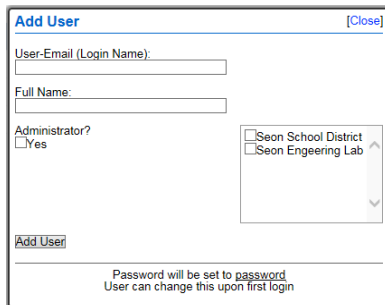 Add User [Close]
User-Email (Login Name):
Full Name:
Administrator?
Yes
Seon School District
Seon Engeering Lab
Add User
Password will be set to password
User can change this upon first login